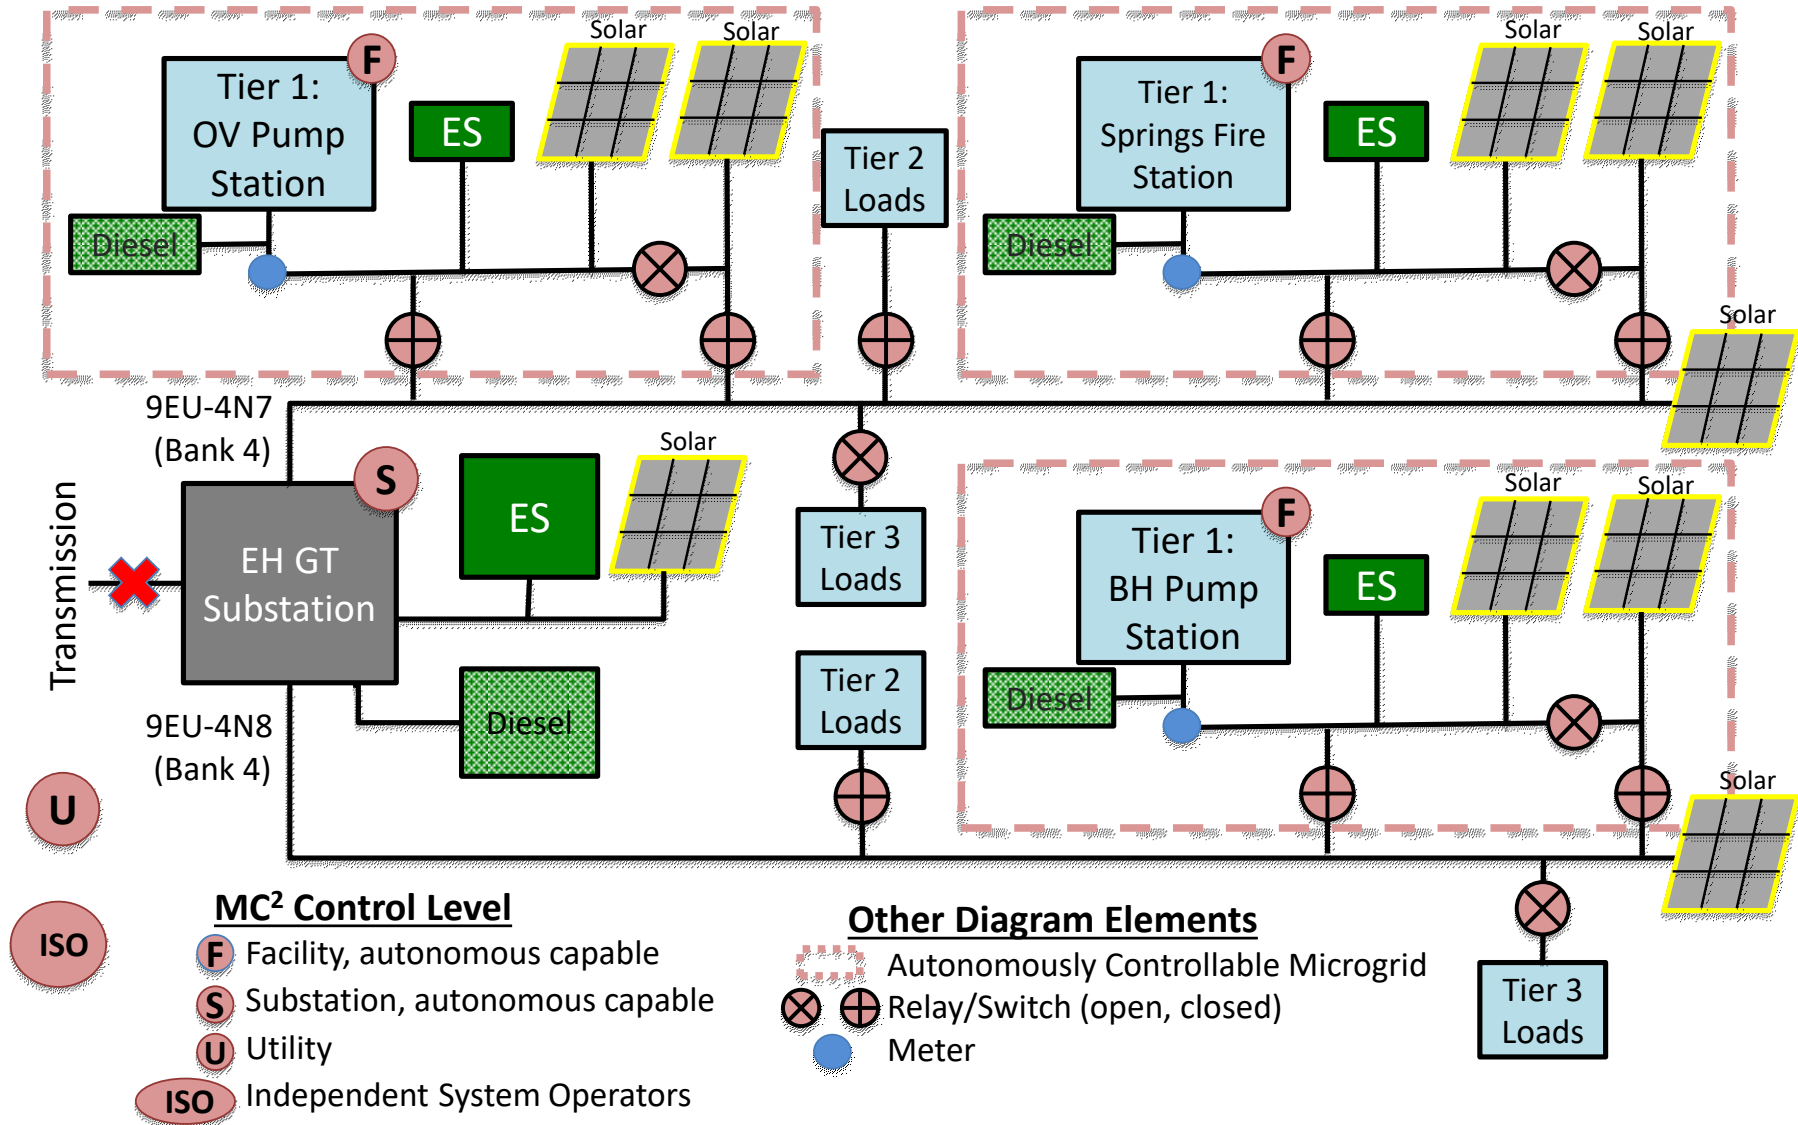 Solar
Solar
F
Tier 1:
OV Pump
Station
ES
Diesel
Tier 2
Loads
Solar
Solar
F
Tier 1:
Springs Fire
Station
ES
Diesel
Solar
9EU-4N7
(Bank 4)
Transmission
S
EH GT
Substation
ES
Solar
Diesel
9EU-4N8
(Bank 4)
Tier 3
Loads
Tier 2
Loads
Solar
Solar
F
Tier 1:
BH Pump
Station
ES
Diesel
Solar
Tier 3
Loads
U
ISO
MC² Control Level
F Facility, autonomous capable
S Substation, autonomous capable
U Utility
ISO Independent System Operators
Other Diagram Elements
Autonomously Controllable Microgrid
Relay/Switch (open, closed)
Meter